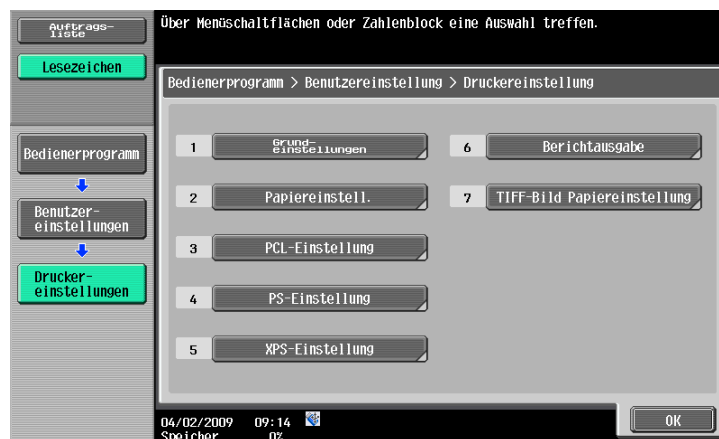 Auftrags-
liste
Lesezeichen
Bedienerprogramm
Benutzer-
einstellungen
Drucker-
einstellungen
Über Menüschaltflächen oder Zahlenblock eine Auswahl treffen.
Bedienerprogramm > Benutzereinstellung > Druckereinstellung
1 Grund-
einstellungen
2 Papiereinstell.
3 PCL-Einstellung
4 PS-Einstellung
5 XPS-Einstellung
6 Berichtausgabe
7 TIFF-Bild Papiereinstellung
04/02/2009 09:14
Speicher 0%
OK